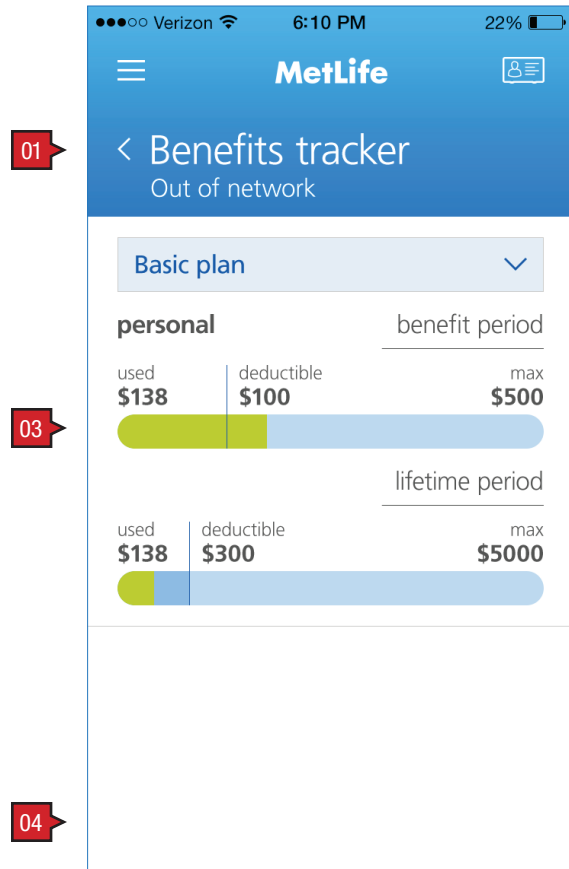 Verizon 6:10 PM 22%
MetLife
01
Benefits tracker
Out of network
Basic plan
personal benefit period
used deductible max
$138 $100 $500
03
lifetime period
used deductible max
$138 $300 $5000
04